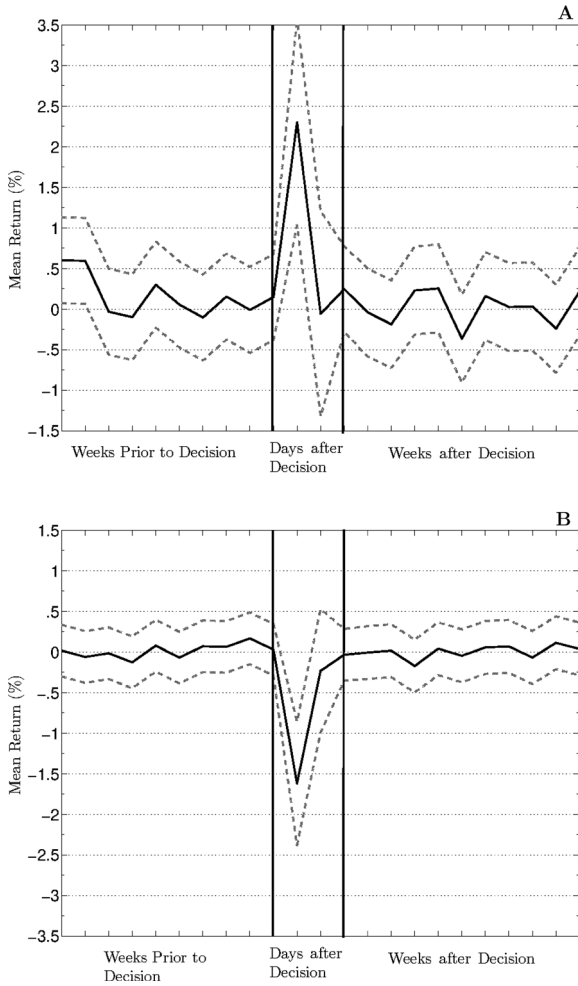 A
3.5
3
2.5
2
1.5
1
.5
0
−0.5
−1
−1.5
Mean Return (%)
Weeks Prior to Decision
Days after
Decision
Weeks after Decision
B
1.5
1
.5
0
−0.5
−1
−1.5
−2
−2.5
−3
−3.5
Mean Return (%)
Weeks Prior to
Decision
Days after
Decision
Weeks after Decision